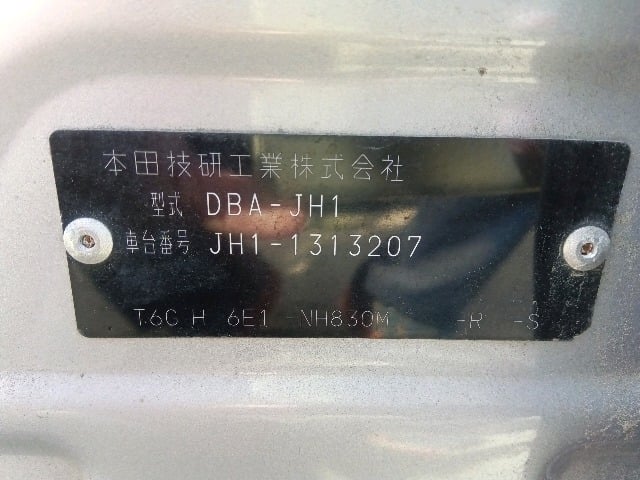 本田技研工業株式会社
型式 DBA-JH1
車台番号 JH1-1313207
T6C H 6E1 -NH830M -R -S